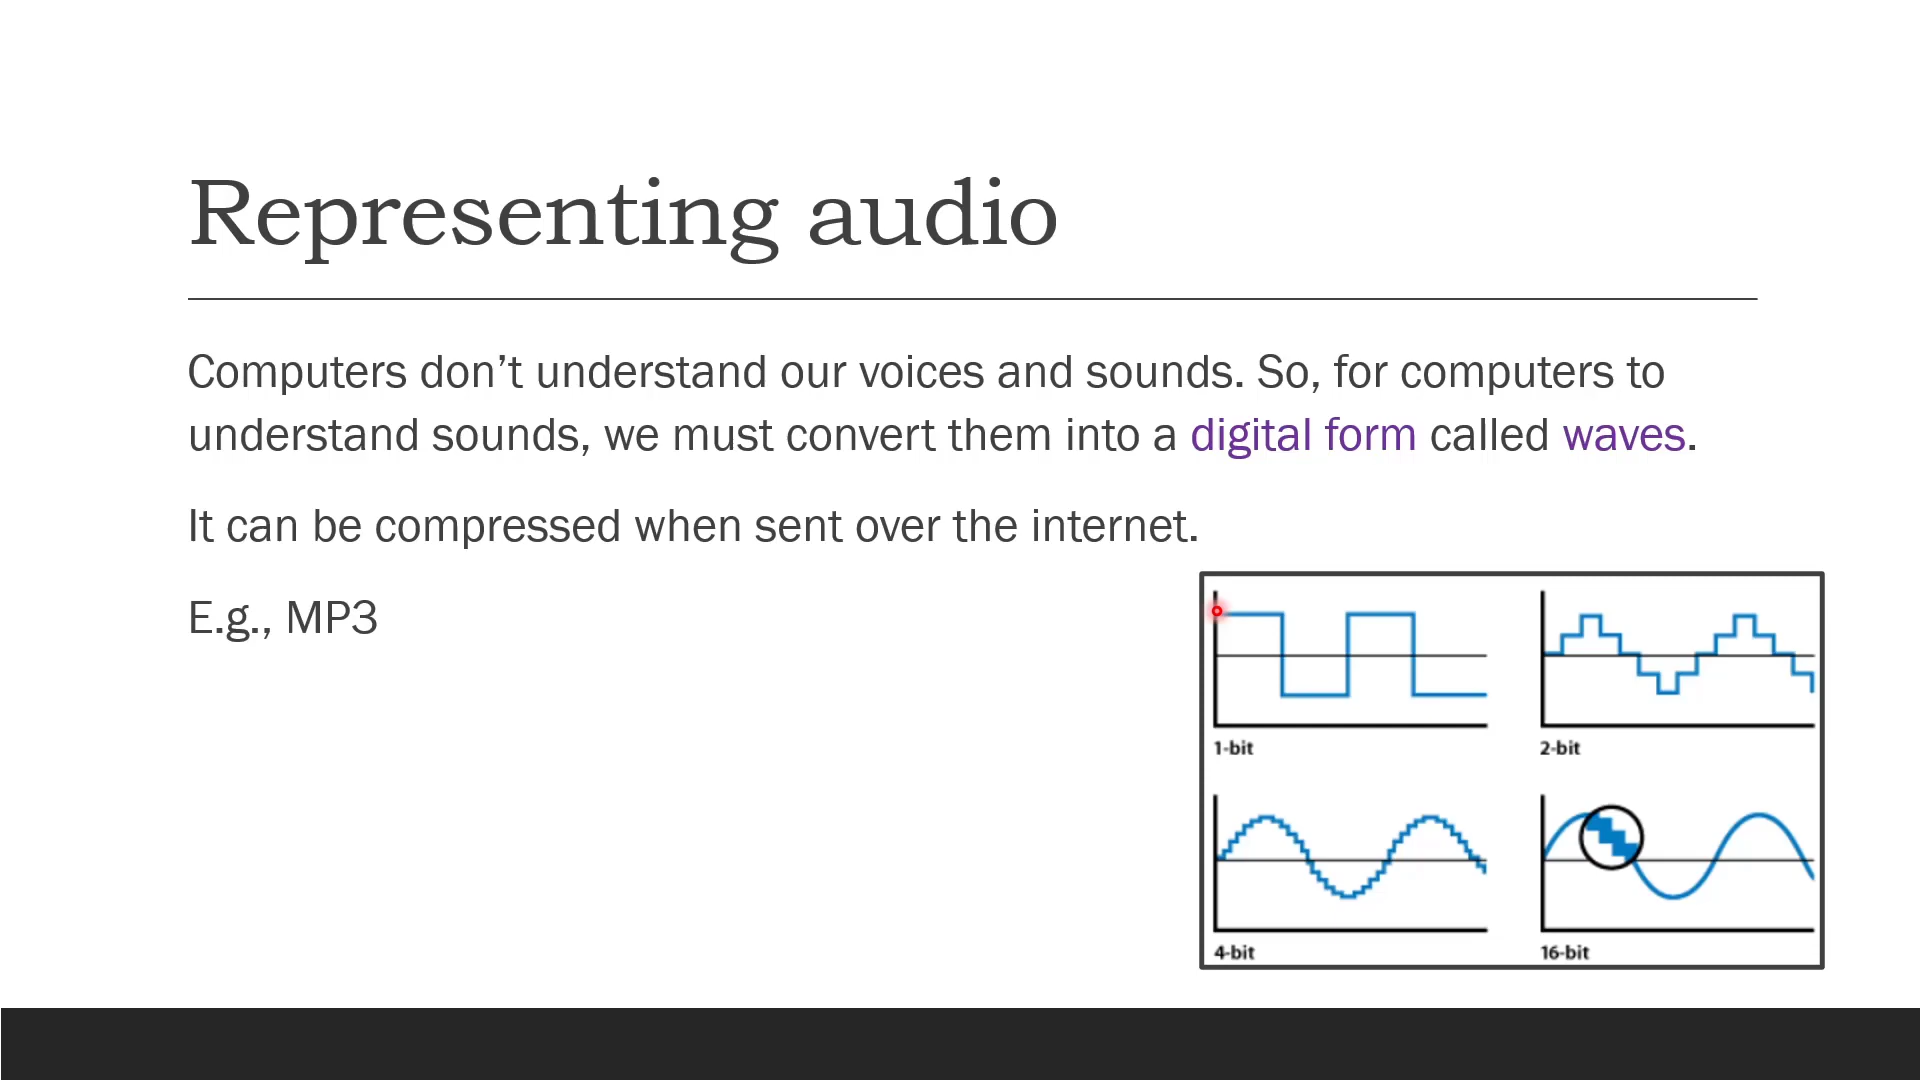 Representing audio
Computers don’t understand our voices and sounds. So, for computers to
understand sounds, we must convert them into a digital form called waves.
It can be compressed when sent over the internet.
E.g., MP3
1-bit
2-bit
4-bit
16-bit